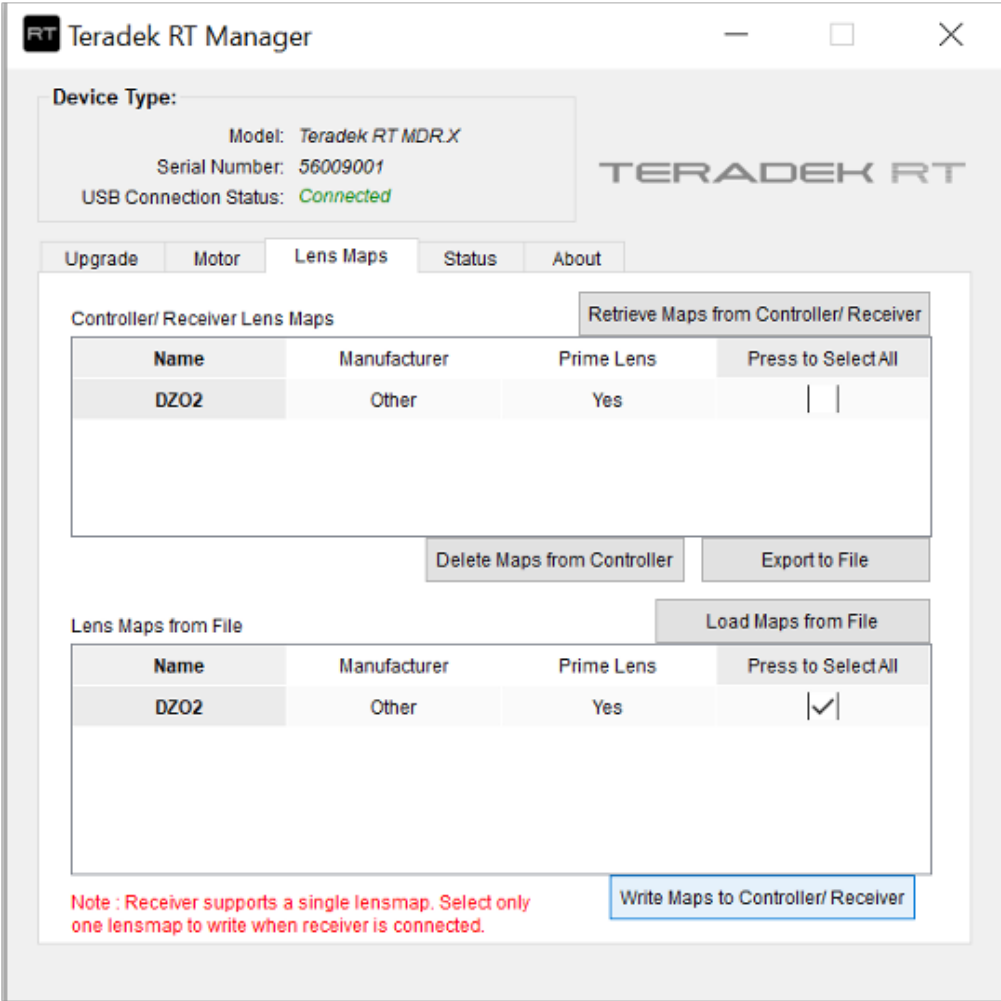 RT Teradek RT Manager
Device Type:
Model: Teradek RT MDR.X
Serial Number: 56009001
USB Connection Status: Connected
TERADEK RT
Upgrade Motor Lens Maps Status About
Controller/ Receiver Lens Maps
Retrieve Maps from Controller/ Receiver
Name Manufacturer Prime Lens Press to Select All
DZO2 Other Yes
Delete Maps from Controller Export to File
Lens Maps from File
Load Maps from File
Name Manufacturer Prime Lens Press to Select All
DZO2 Other Yes
Note : Receiver supports a single lensmap. Select only
one lensmap to write when receiver is connected.
Write Maps to Controller/ Receiver